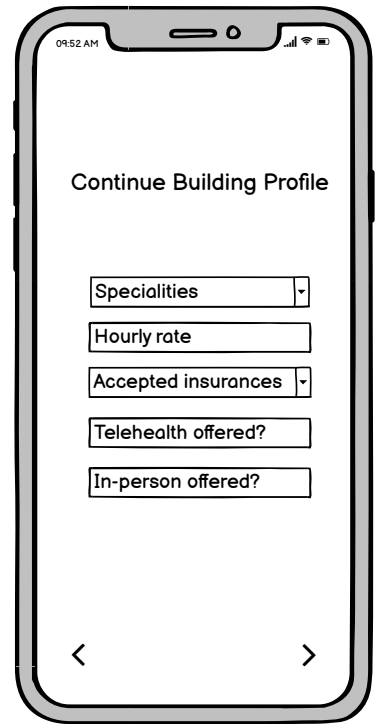 09:52 AM
Continue Building Profile
Specialities
Hourly rate
Accepted insurances
Telehealth offered?
In-person offered?